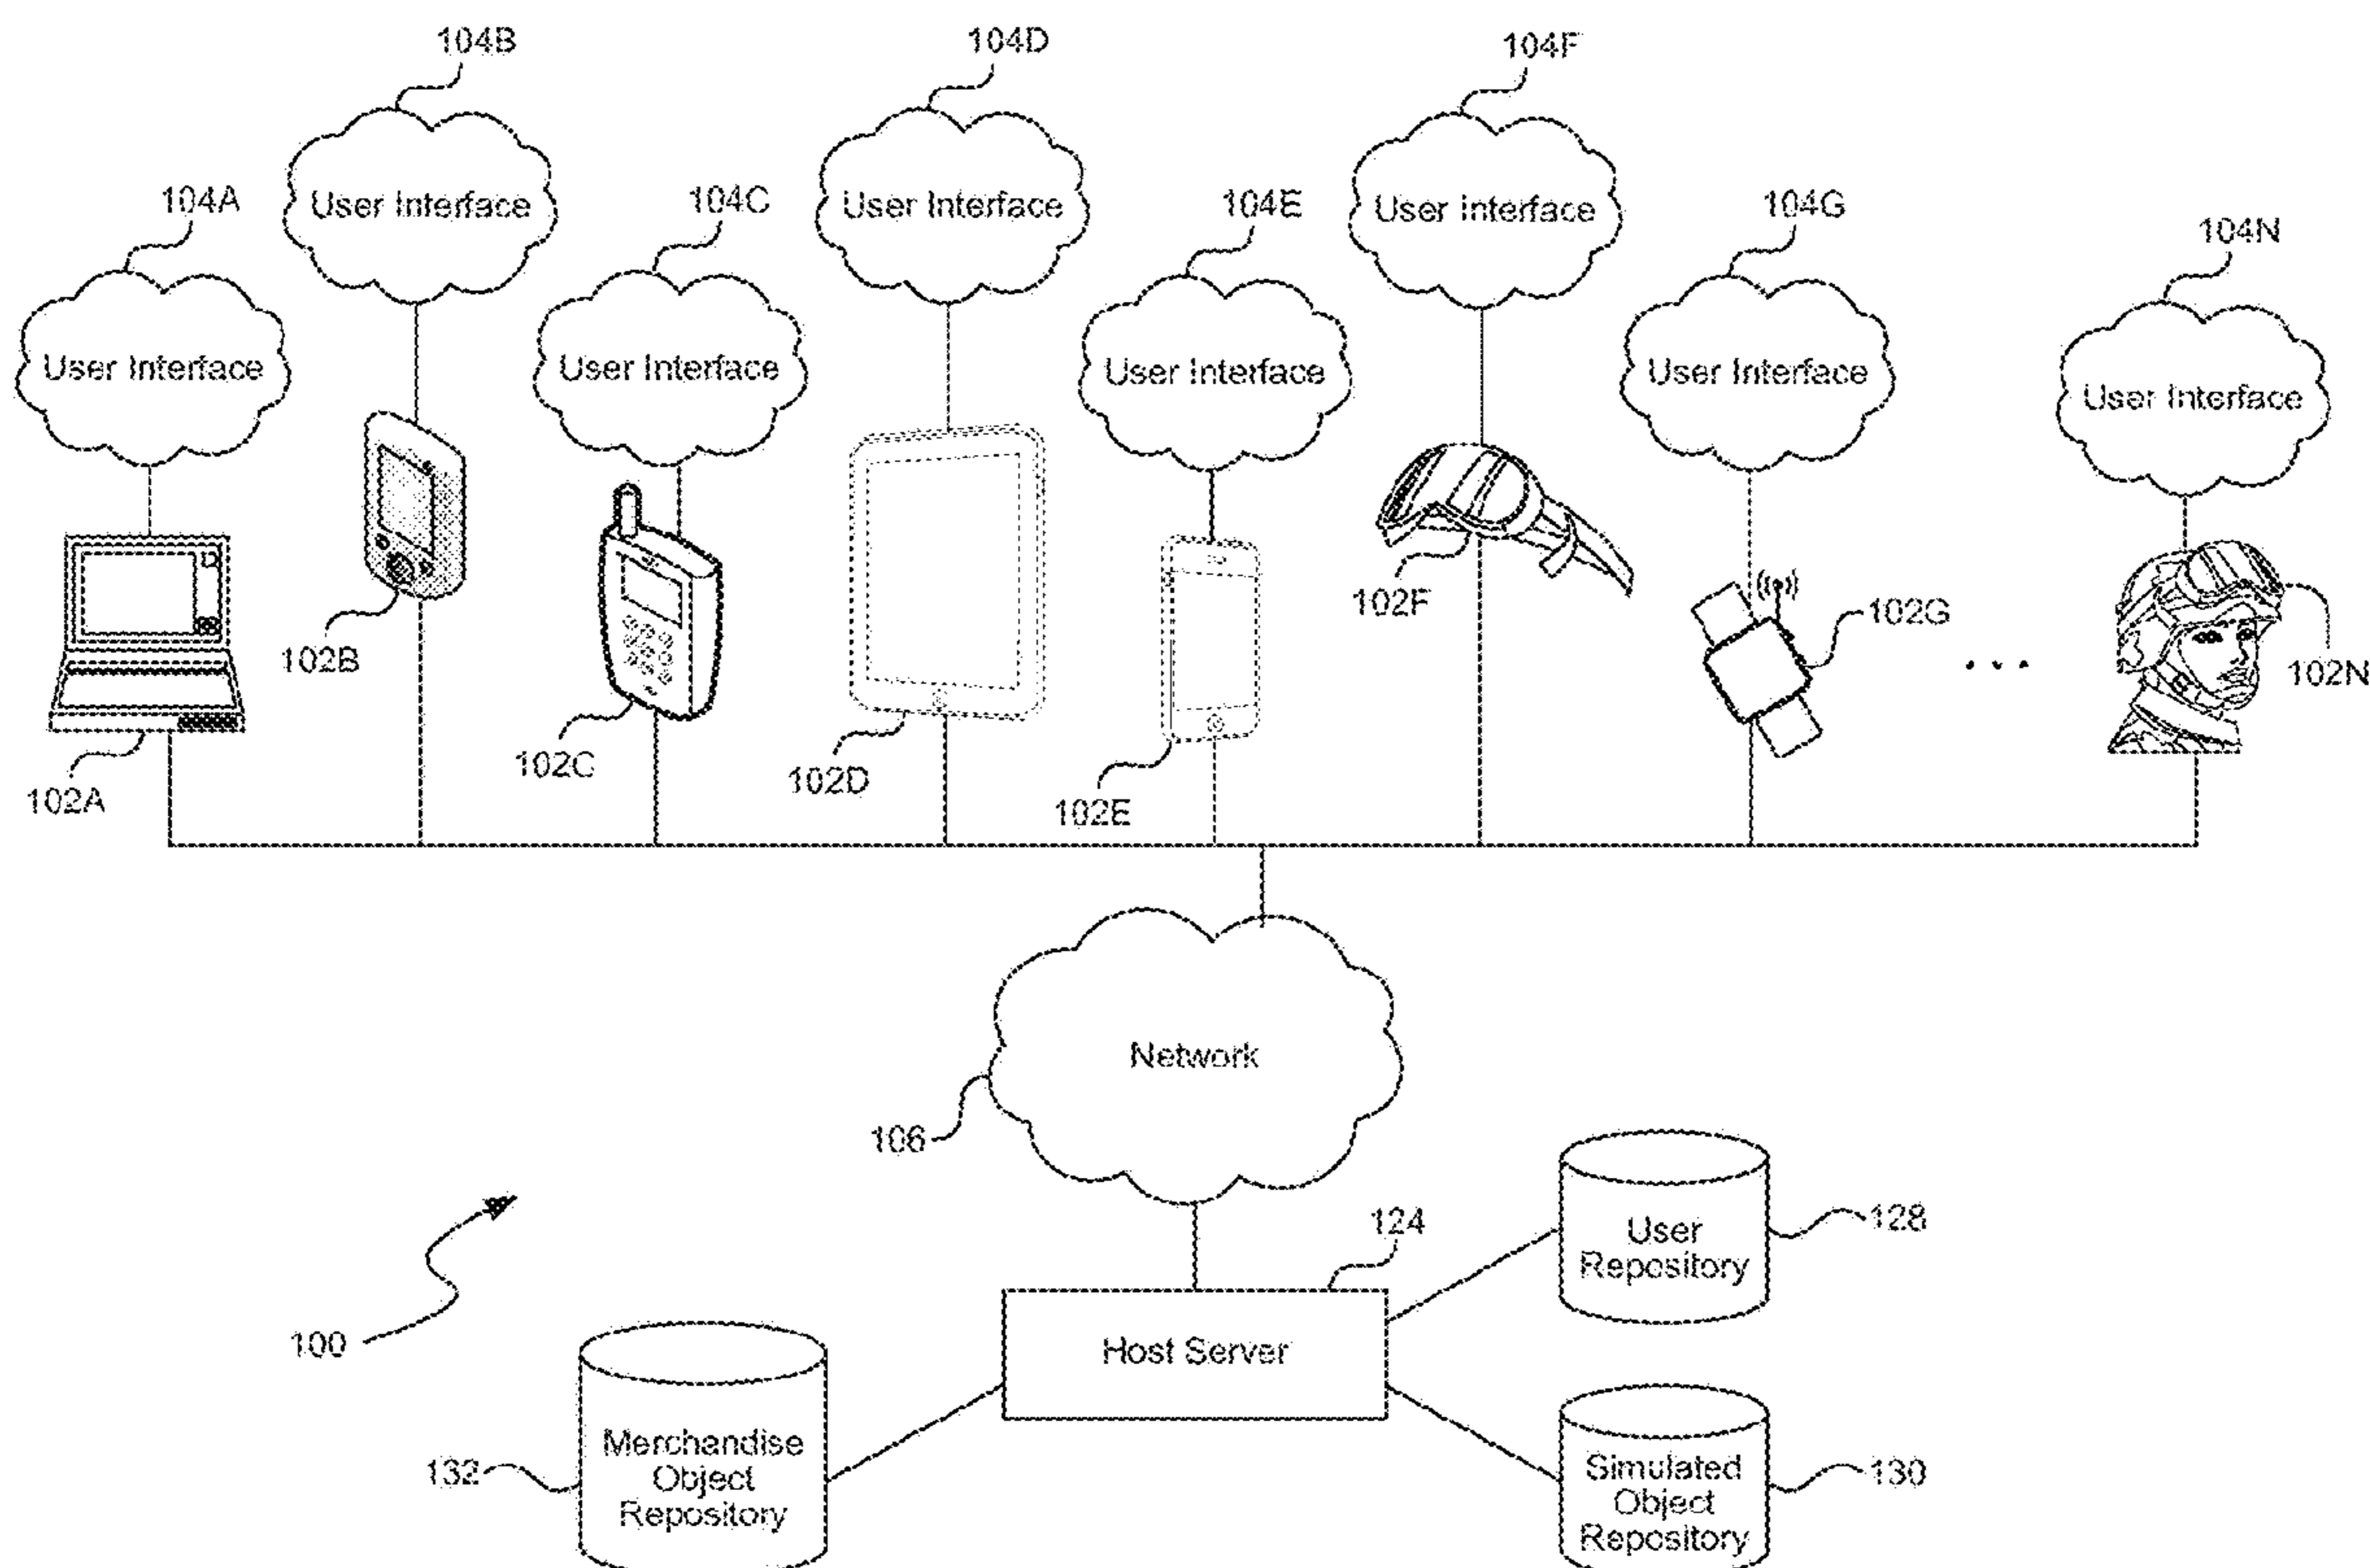 104B
104D
104F
104A
User Interface
104C
User Interface
104E
User Interface
104G
104N
User Interface
User Interface
User Interface
User Interface
User Interface
102B
102F
102G
...
102N
102A
102C
102D
102E
Network
106
124
User
Repository
128
100
Host Server
132
Merchandise
Object
Repository
Simulated
Object
Repository
130